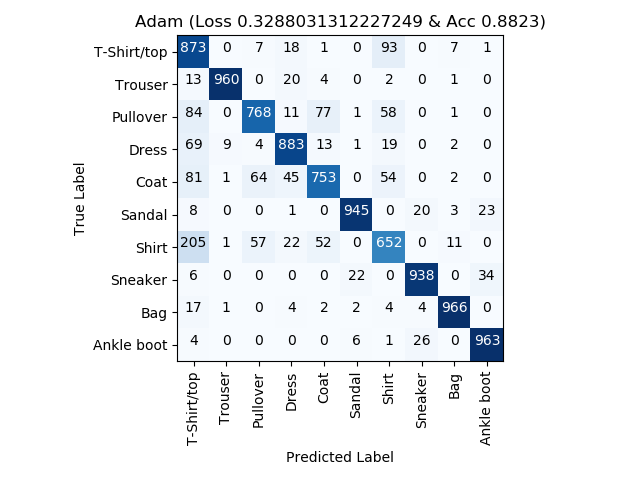 Adam (Loss 0.3288031312227249 & Acc 0.8823)
True Label
T-Shirt/top 873 0 7 18 1 0 93 0 7 1
Trouser 13 960 0 20 4 0 2 0 1 0
Pullover 84 0 768 11 77 1 58 0 1 0
Dress 69 9 4 883 13 1 19 0 2 0
Coat 81 1 64 45 753 0 54 0 2 0
Sandal 8 0 0 1 0 945 0 20 3 23
Shirt 205 1 57 22 52 0 652 0 11 0
Sneaker 6 0 0 0 0 22 0 938 0 34
Bag 17 1 0 4 2 2 4 4 966 0
Ankle boot 4 0 0 0 0 6 1 26 0 963
T-Shirt/top Trouser Pullover Dress Coat Sandal Shirt Sneaker Bag Ankle boot
Predicted Label